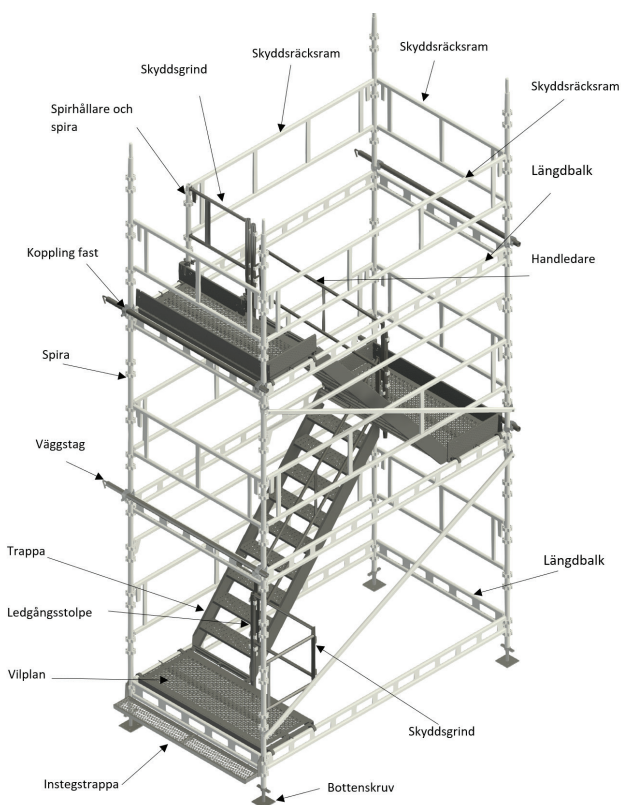 Skyddsräcksram
Skyddsräcksram
Skyddsgrind
Skyddsräcksram
Spirhållare och
spira
Längdbalk
Koppling fast
Handledare
Spira
Väggstag
Trappa
Längdbalk
Ledgångsstolpe
Vilplan
Skyddsgrind
Instegstrappa
Bottenskruv